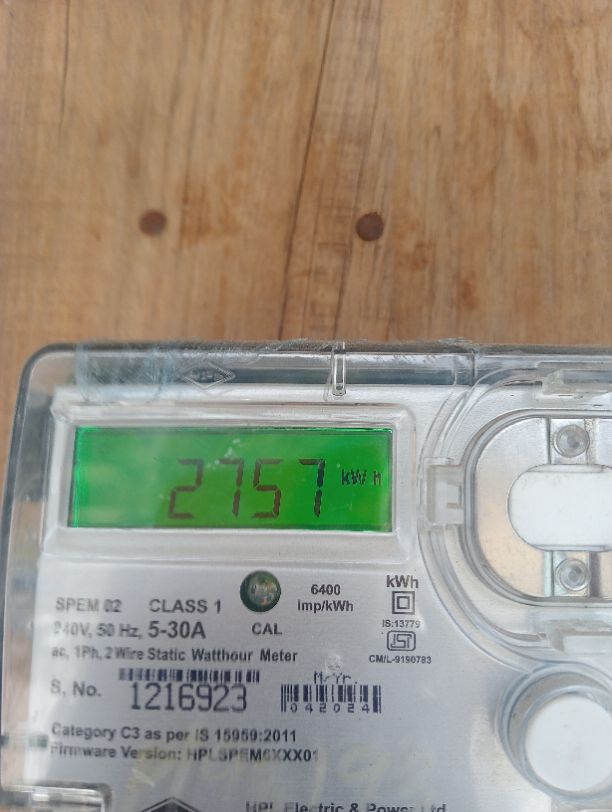 2757 kWh
SPEM 02 CLASS 1
240V, 50 Hz, 5-30A
CAL
6400
imp/kWh
kWh
IS:13779
ISI
CM/L-9190783
ac, 1Ph, 2 Wire Static Watthour Meter
M/Yr.
S. No. 1216923
042024
Category C3 as per IS 15959:2011
Firmware Version: HPLSPEM6XXX01
HPL Electric & Power Ltd